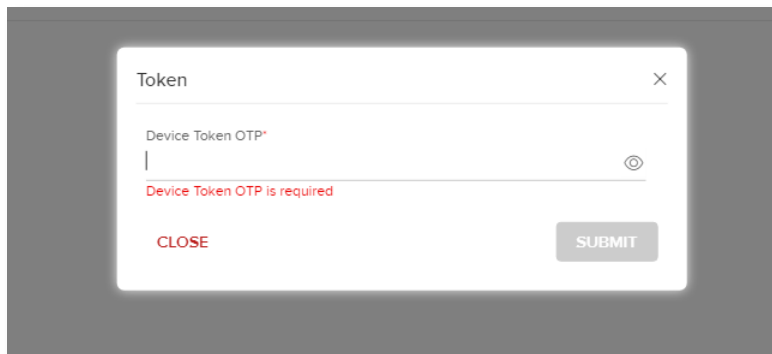 Token
Device Token OTP*
Device Token OTP is required
CLOSE
SUBMIT